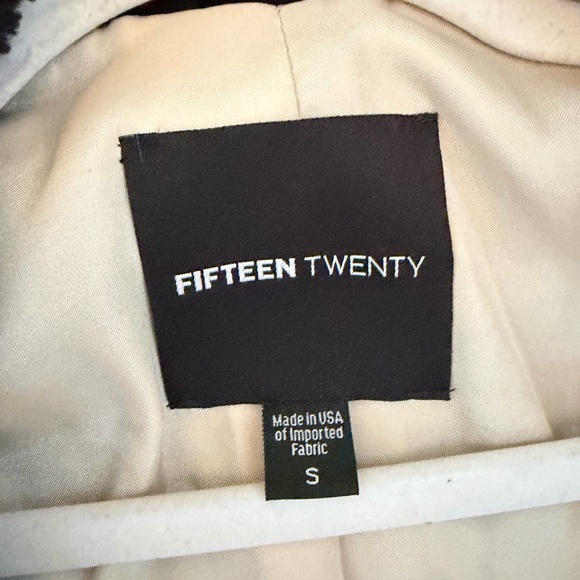 FIFTEEN TWENTY
Made in USA
of Imported
Fabric
S